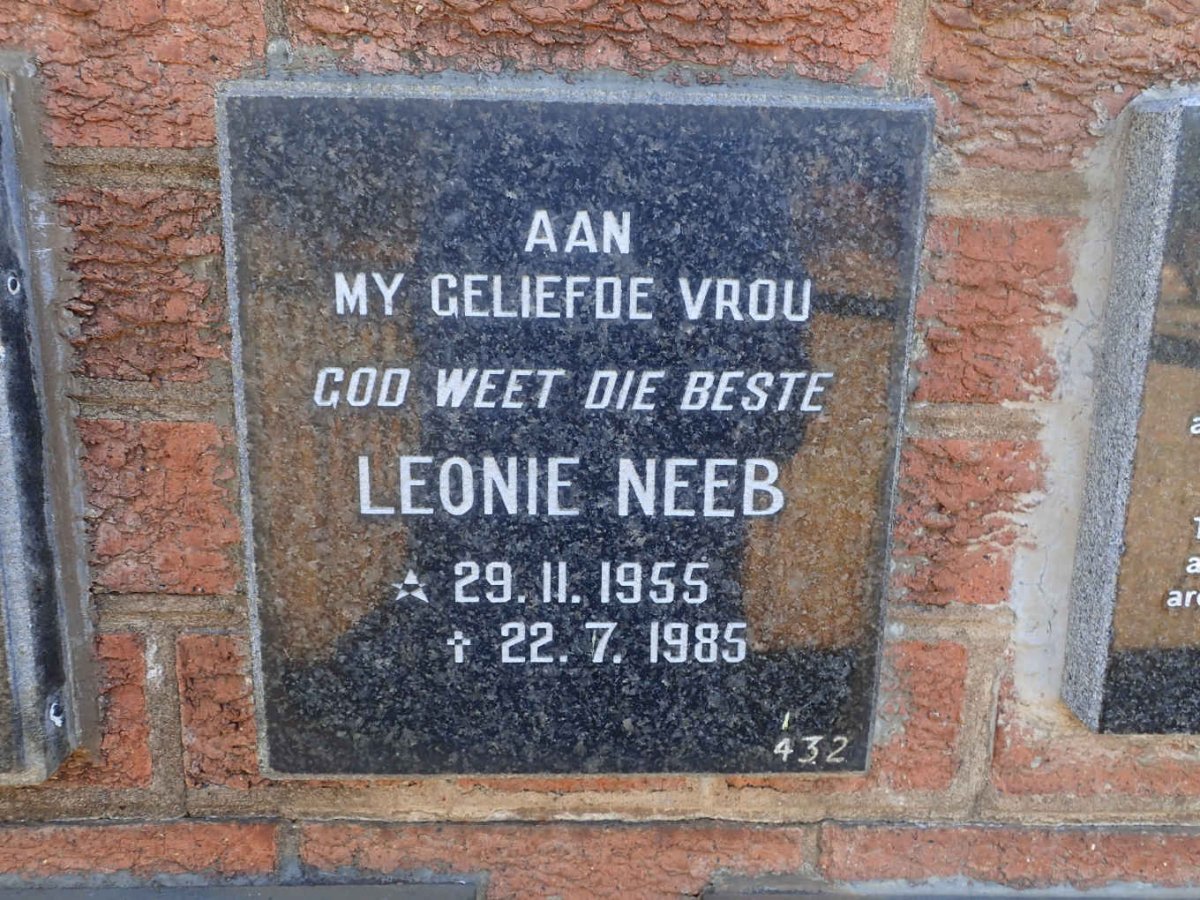 AAN
MY GELIEFDE VROU
GOD WEET DIE BESTE
LEONIE NEEB
☆ 29.11.1955
✝ 22.7.1985
432